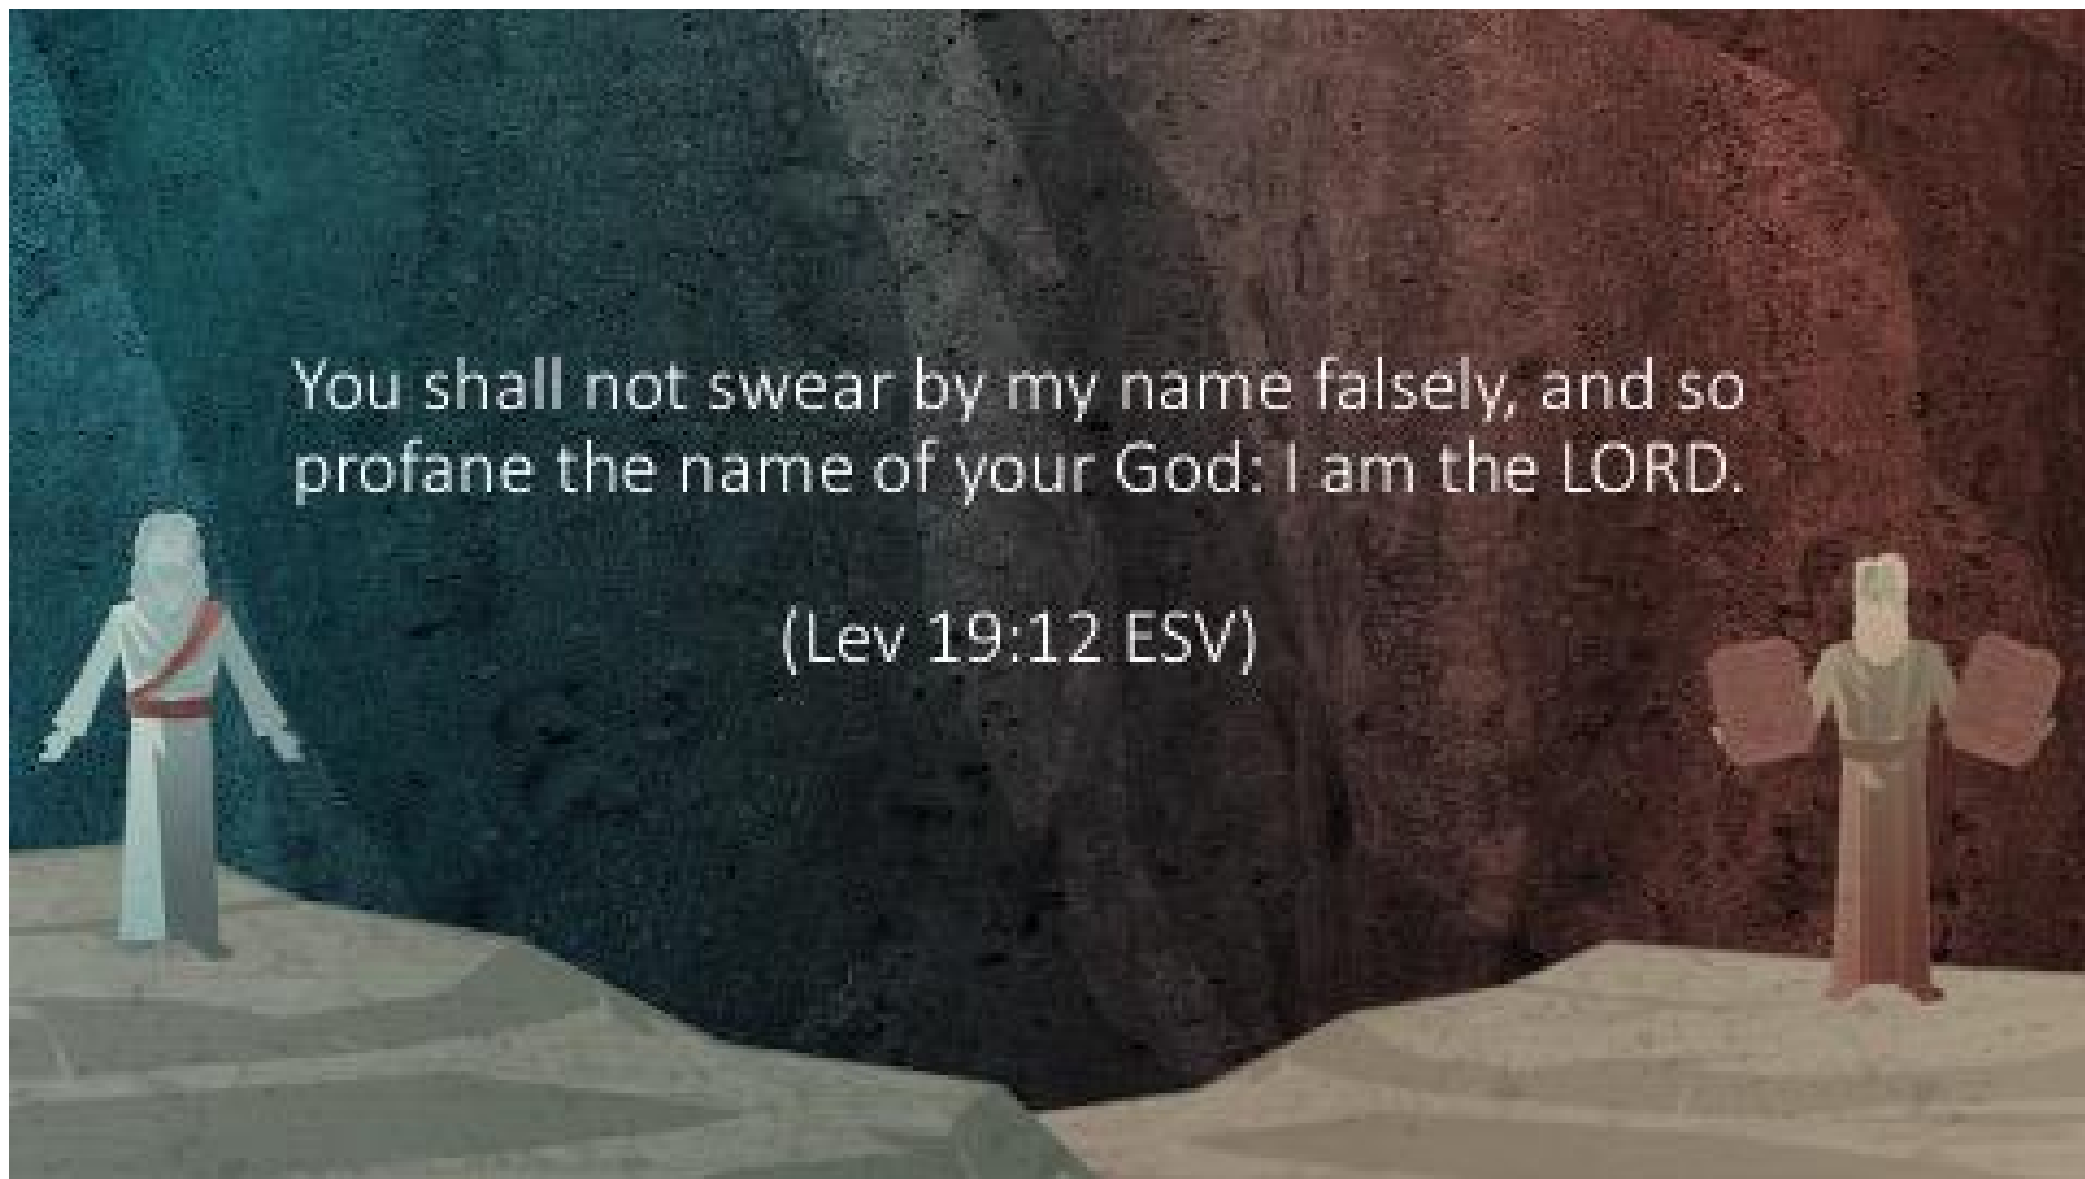 You shall not swear by my name falsely, and so
profane the name of your God: I am the LORD.
(Lev 19:12 ESV)